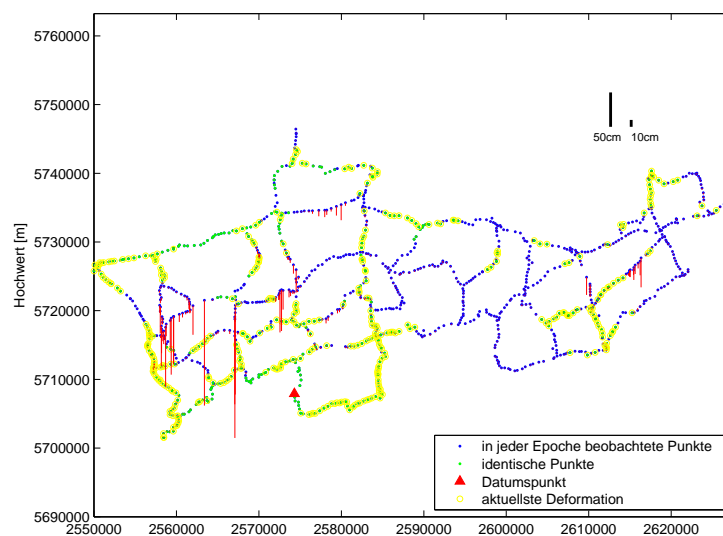 5760000
5750000
50cm 10cm
5740000
Hochwert [m]
5730000
5720000
5710000
5700000
5690000
in jeder Epoche beobachtete Punkte
identische Punkte
Datumspunkt
aktuellste Deformation
2550000 2560000 2570000 2580000 2590000 2600000 2610000 2620000